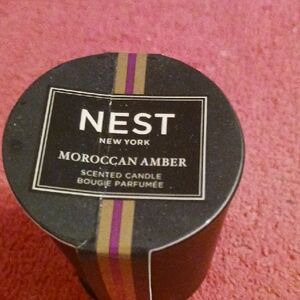 NEST
NEW YORK
MOROCCAN AMBER
SCENTED CANDLE
BOUGIE PARFUMÉE